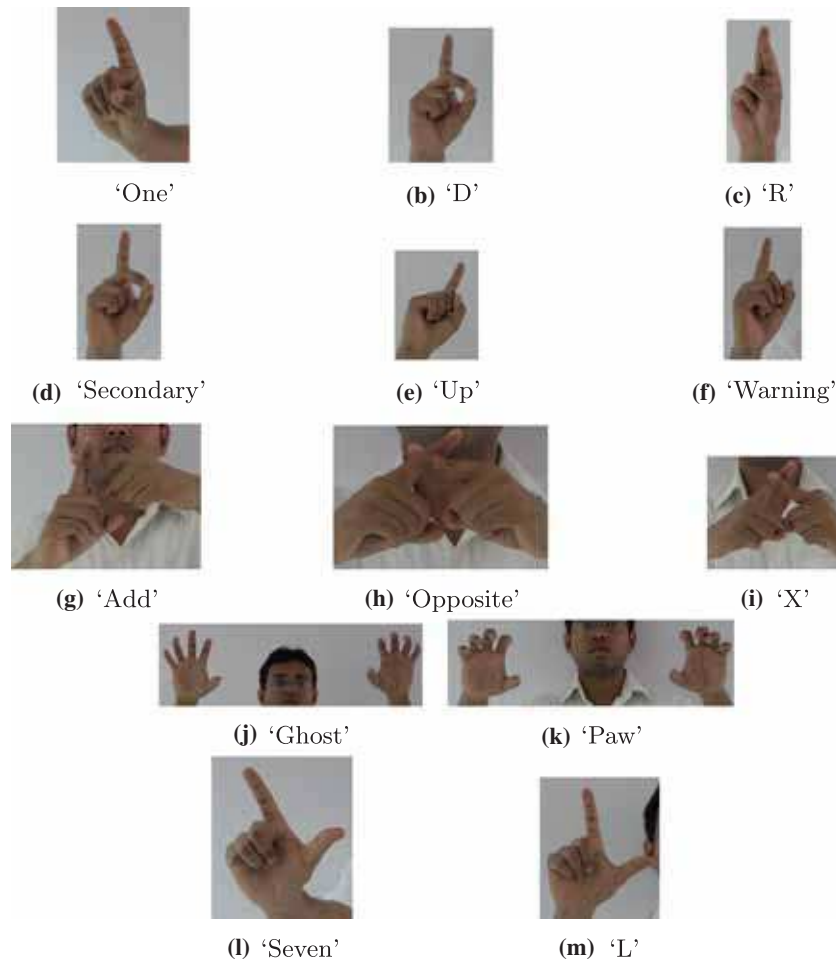 ‘One’
(b) ‘D’
(c) ‘R’
(d) ‘Secondary’
(e) ‘Up’
(f) ‘Warning’
(g) ‘Add’
(h) ‘Opposite’
(i) ‘X’
(j) ‘Ghost’
(k) ‘Paw’
(l) ‘Seven’
(m) ‘L’